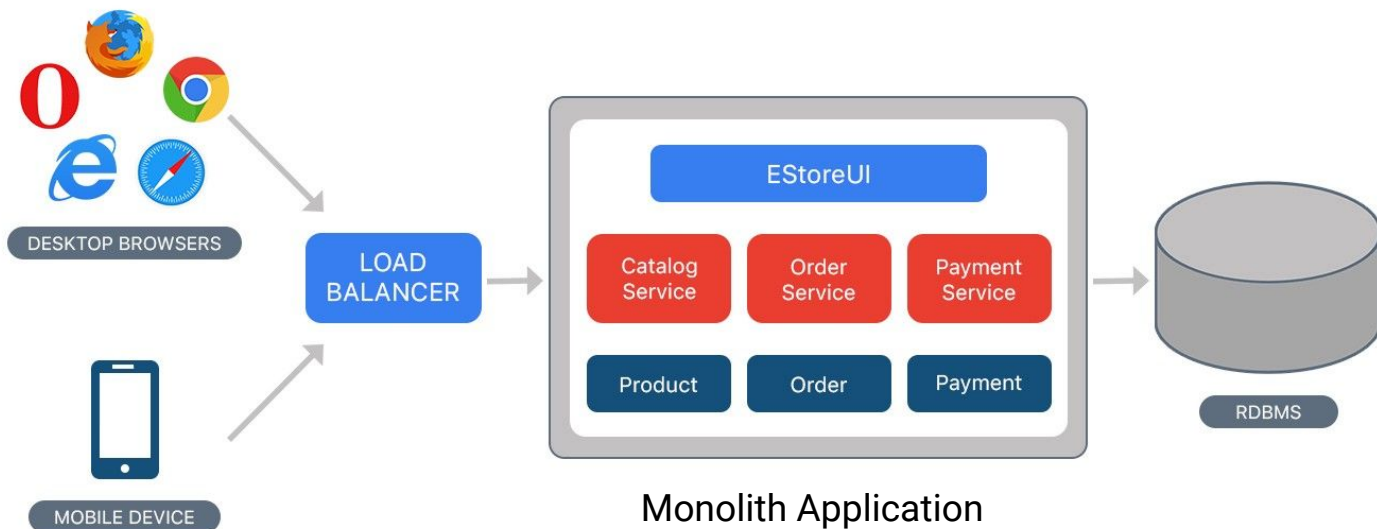 DESKTOP BROWSERS
MOBILE DEVICE
LOAD
BALANCER
EStoreUI
Catalog
Service
Order
Service
Payment
Service
Product
Order
Payment
Monolith Application
RDBMS